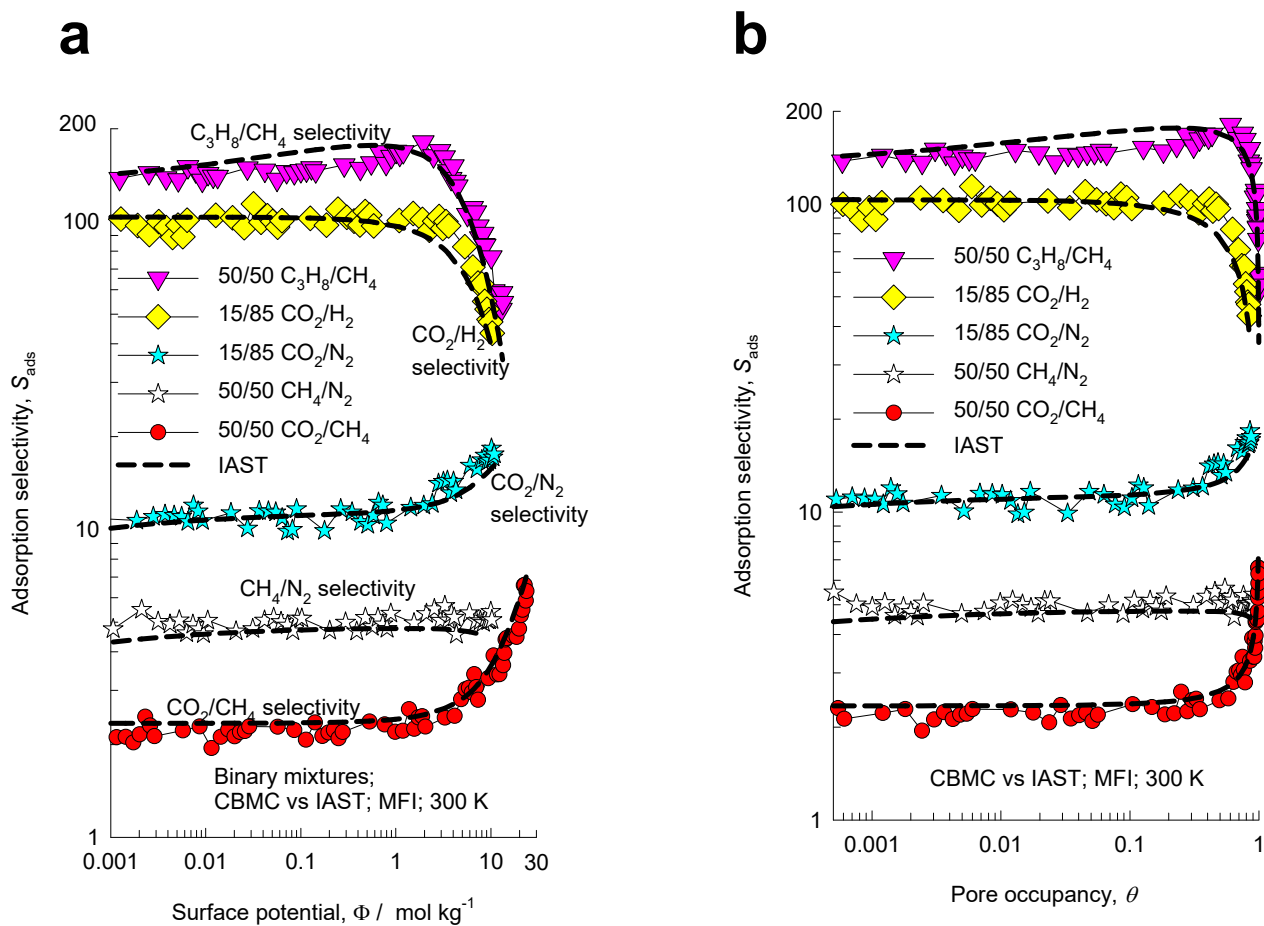 a
200
100
10
1
Adsorption selectivity, S_ads
C₃H₈/CH₄ selectivity
50/50 C₃H₈/CH₄
15/85 CO₂/H₂
15/85 CO₂/N₂
50/50 CH₄/N₂
50/50 CO₂/CH₄
IAST
CO₂/H₂
selectivity
CO₂/N₂
selectivity
CH₄/N₂ selectivity
CO₂/CH₄ selectivity
Binary mixtures;
CBMC vs IAST; MFI; 300 K
0.001 0.01 0.1 1 10 30
Surface potential, Φ / mol kg⁻¹
b
200
100
10
1
Adsorption selectivity, S_ads
50/50 C₃H₈/CH₄
15/85 CO₂/H₂
15/85 CO₂/N₂
50/50 CH₄/N₂
50/50 CO₂/CH₄
IAST
CBMC vs IAST; MFI; 300 K
0.001 0.01 0.1 1
Pore occupancy, θ